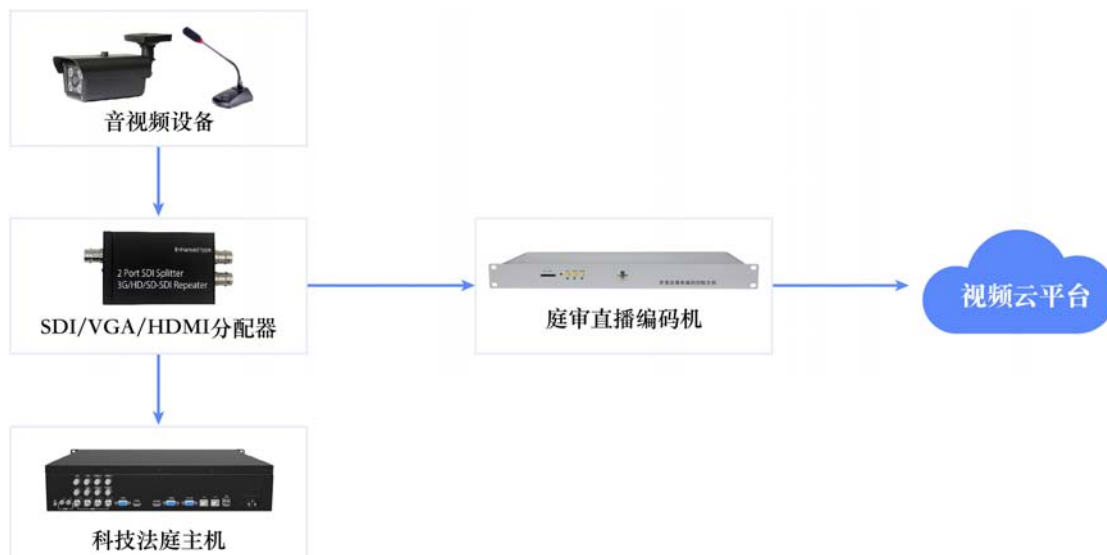 音视频设备
Enhanced type
2 Port SDI Splitter
3G/HD/SD-SDI Repeater
SDI/VGA/HDMI分配器
庭审直播编码机
视频云平台
科技法庭主机